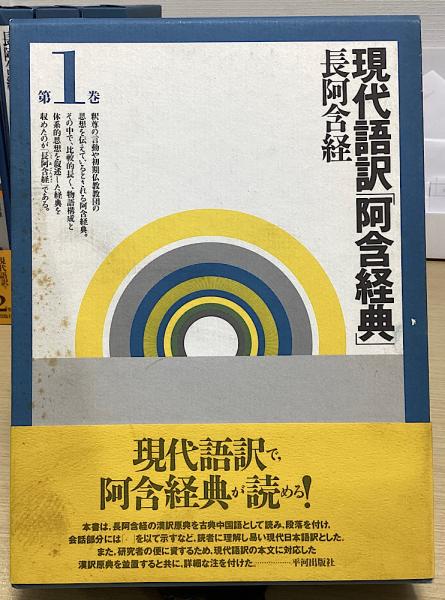 現代語訳「阿含経典」
長阿含経
第1巻
釈尊の言動や初期仏教教団の
思想を伝えているとされる阿含経典。
その中で、比較的長く、物語構成と
体系的思想を叙述した経典を
収めたのが「長阿含経」である。
現代語訳で、
阿含経典が読める!
本書は、長阿含経の漢訳原典を古典中国語として読み、段落を付け、
会話部分には「・」を以て示すなど、読者に理解し易い現代日本語訳とした。
また、研究者の便に資するため、現代語訳の本文に対応した
漢訳原典を並置すると共に、詳細な注を付けた。………………平河出版社
長阿含経
現代語訳
2